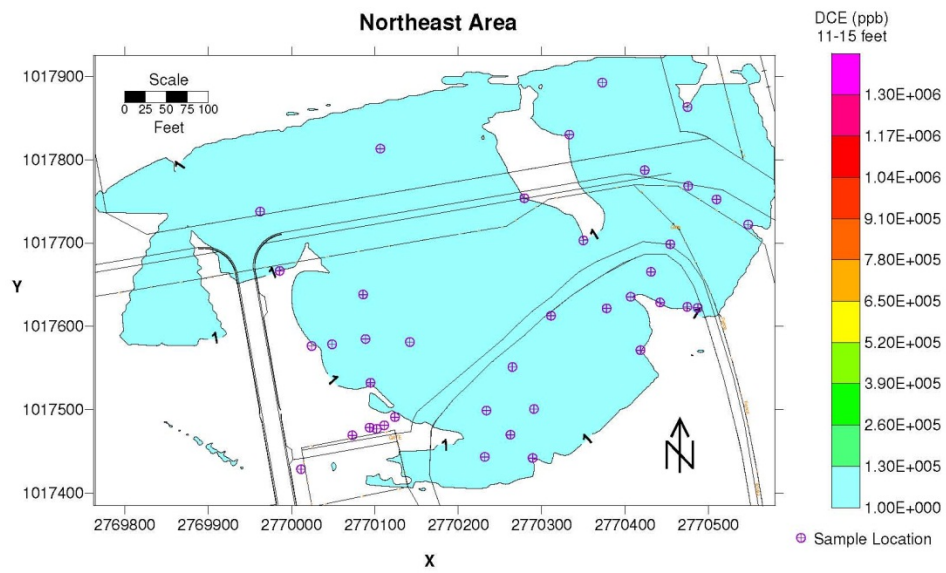 Northeast Area
DCE (ppb)
11-15 feet
Scale
0 25 50 75 100
Feet
1017900
1017800
1017700
1017600
1017500
1017400
Y
2769800 2769900 2770000 2770100 2770200 2770300 2770400 2770500
X
1
1
1
1
1
1
1
1
N
1.30E+006
1.17E+006
1.04E+006
9.10E+005
7.80E+005
6.50E+005
5.20E+005
3.90E+005
2.60E+005
1.30E+005
1.00E+000
Sample Location